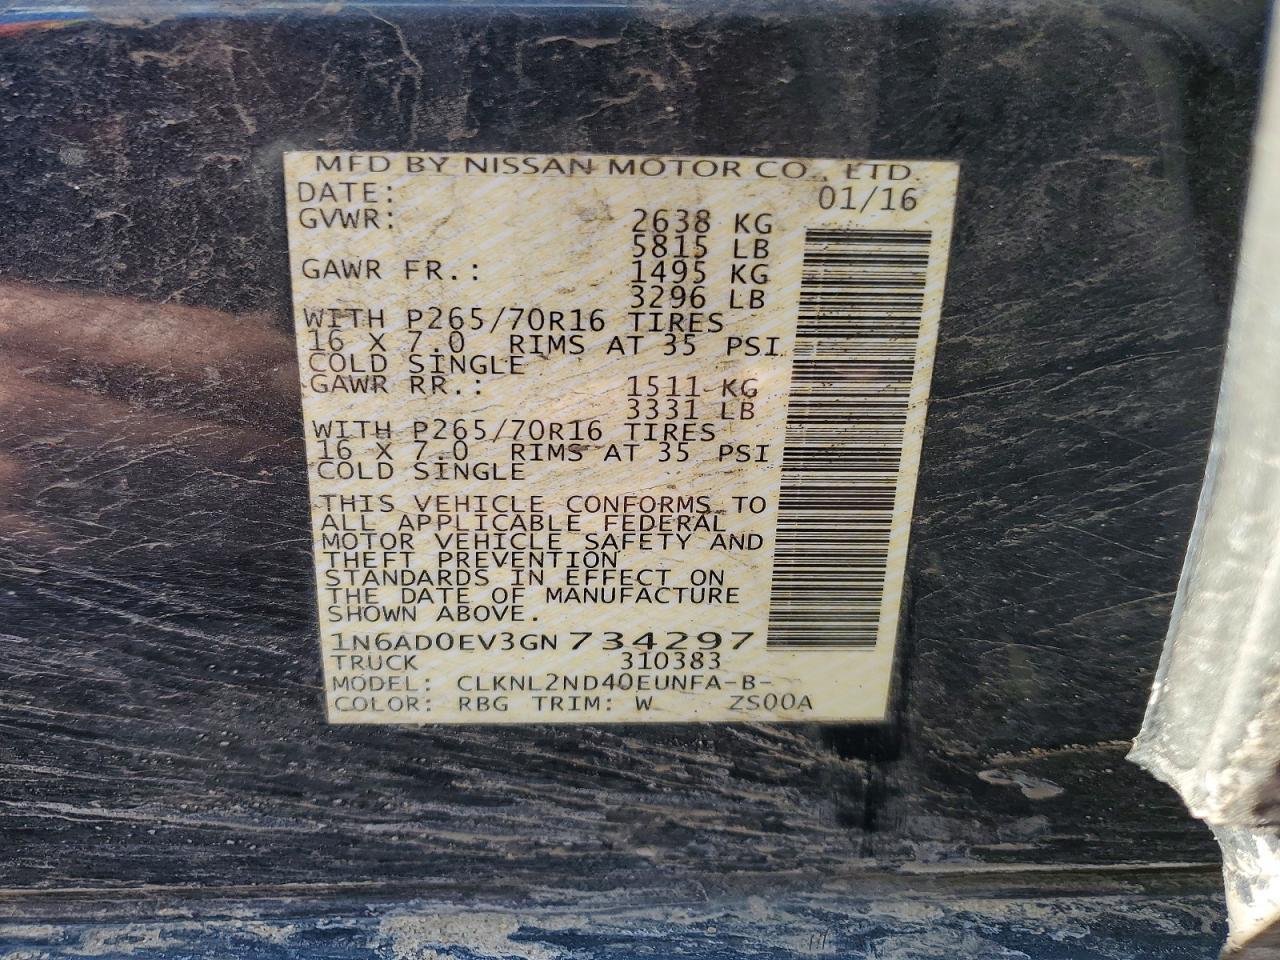 MFD BY NISSAN MOTOR CO., LTD.
DATE: 01/16
GVWR: 2638 KG
5815 LB
GAWR FR.: 1495 KG
3296 LB
WITH P265/70R16 TIRES
16 X 7.0 RIMS AT 35 PSI
COLD SINGLE
GAWR RR.: 1511 KG
3331 LB
WITH P265/70R16 TIRES
16 X 7.0 RIMS AT 35 PSI
COLD SINGLE
THIS VEHICLE CONFORMS TO
ALL APPLICABLE FEDERAL
MOTOR VEHICLE SAFETY AND
THEFT PREVENTION
STANDARDS IN EFFECT ON
THE DATE OF MANUFACTURE
SHOWN ABOVE.
1N6AD0EV3GN734297
TRUCK 310383
MODEL: CLKNL2ND40EUNFA-B-
COLOR: RBG TRIM: W ZS00A